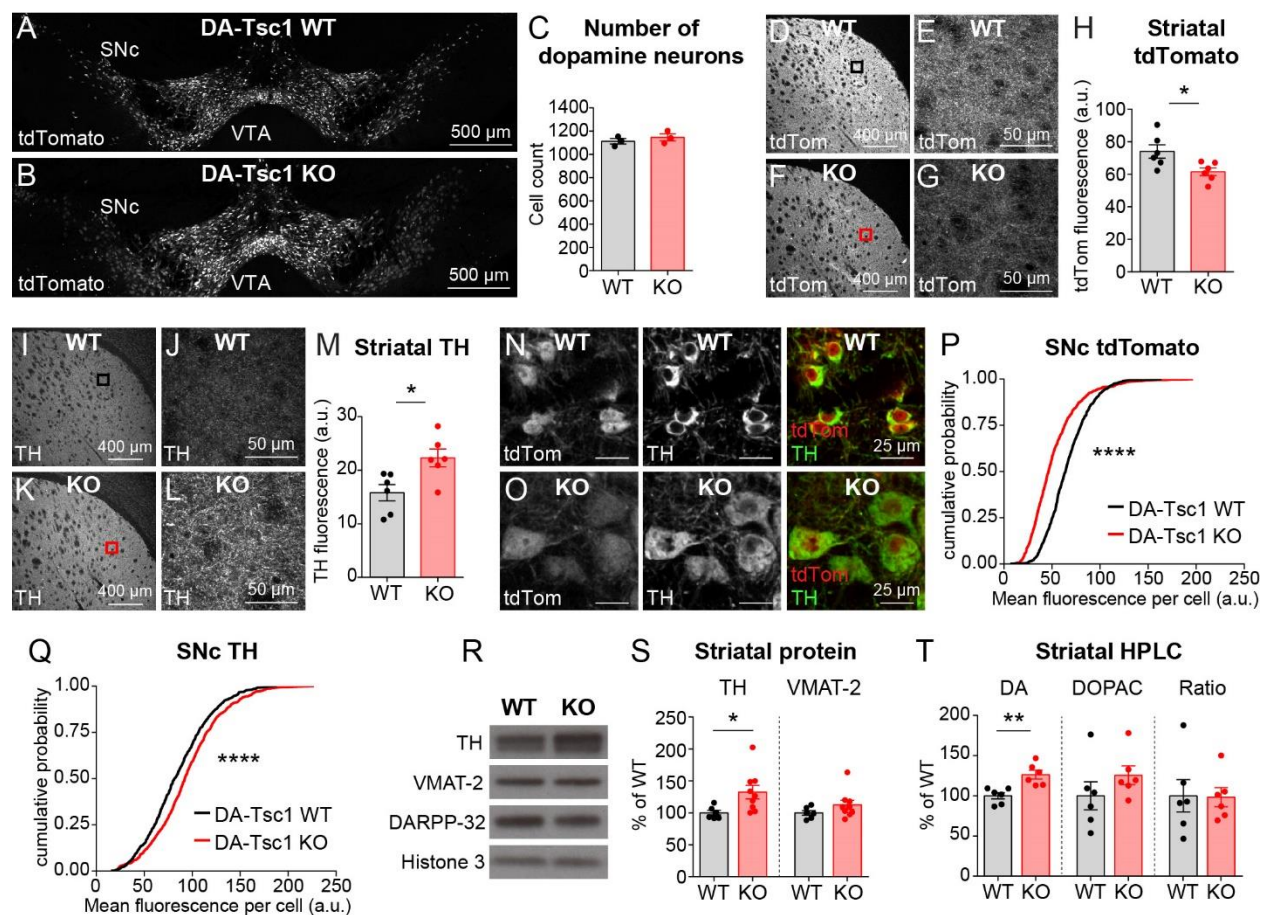 A
DA-Tsc1 WT
SNc
VTA
tdTomato
500 µm
B
DA-Tsc1 KO
SNc
VTA
tdTomato
500 µm
C
Number of
dopamine neurons
Cell count
1400
1200
1000
800
600
400
200
0
WT KO
D
WT
tdTom
400 µm
E
WT
tdTom
50 µm
F
KO
tdTom
400 µm
G
KO
tdTom
50 µm
H
Striatal
tdTomato
tdTom fluorescence (a.u.)
*
100
80
60
40
20
0
WT KO
I
WT
TH
400 µm
J
WT
TH
50 µm
K
KO
TH
400 µm
L
KO
TH
50 µm
M
Striatal TH
TH fluorescence (a.u.)
*
30
20
10
0
WT KO
N
WT
tdTom
WT
TH
WT
tdTom
TH
25 µm
O
KO
tdTom
KO
TH
KO
tdTom
TH
25 µm
P
SNc tdTomato
cumulative probability
1.00
0.75
0.50
0.25
0.00
****
DA-Tsc1 WT
DA-Tsc1 KO
0 50 100 150 200 250
Mean fluorescence per cell (a.u.)
Q
SNc TH
cumulative probability
1.00
0.75
0.50
0.25
0.00
****
DA-Tsc1 WT
DA-Tsc1 KO
0 50 100 150 200 250
Mean fluorescence per cell (a.u.)
R
WT KO
TH
VMAT-2
DARPP-32
Histone 3
S
Striatal protein
TH VMAT-2
% of WT
*
250
200
150
100
50
0
WT KO WT KO
T
Striatal HPLC
DA DOPAC Ratio
% of WT
**
200
150
100
50
0
WT KO WT KO WT KO